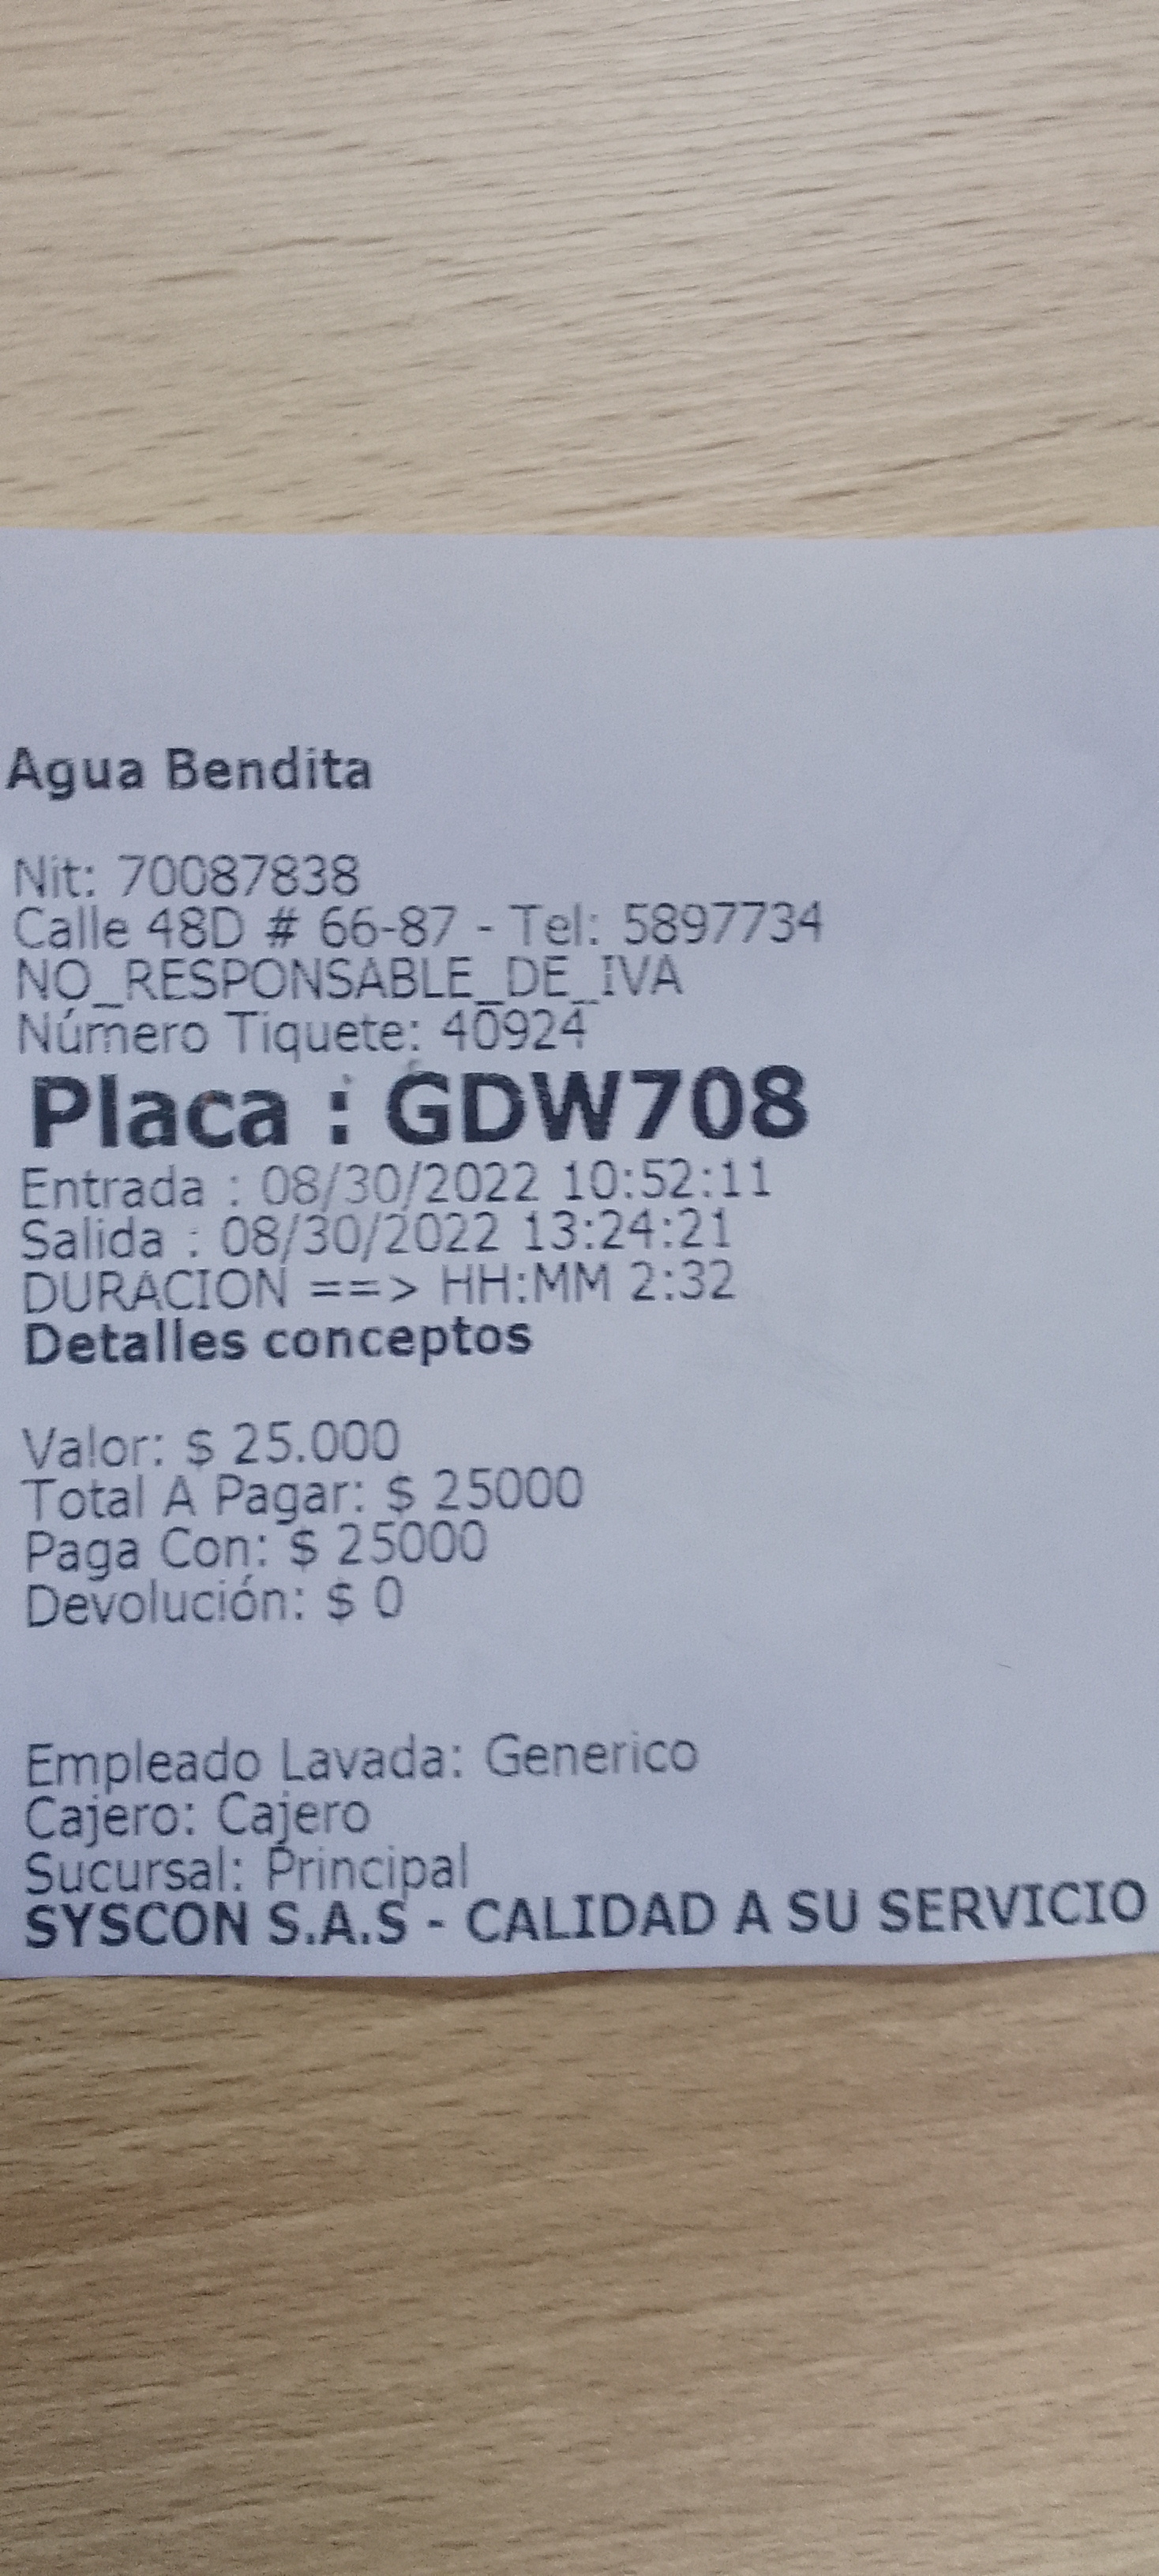 Agua Bendita
Nit: 70087838
Calle 48D # 66-87 - Tel: 5897734
NO_RESPONSABLE_DE_IVA
Número Tiquete: 40924
Placa : GDW708
Entrada : 08/30/2022 10:52:11
Salida : 08/30/2022 13:24:21
DURACION ==> HH:MM 2:32
Detalles conceptos
Valor: $ 25.000
Total A Pagar: $ 25000
Paga Con: $ 25000
Devolución: $ 0
Empleado Lavada: Generico
Cajero: Cajero
Sucursal: Principal
SYSCON S.A.S - CALIDAD A SU SERVICIO